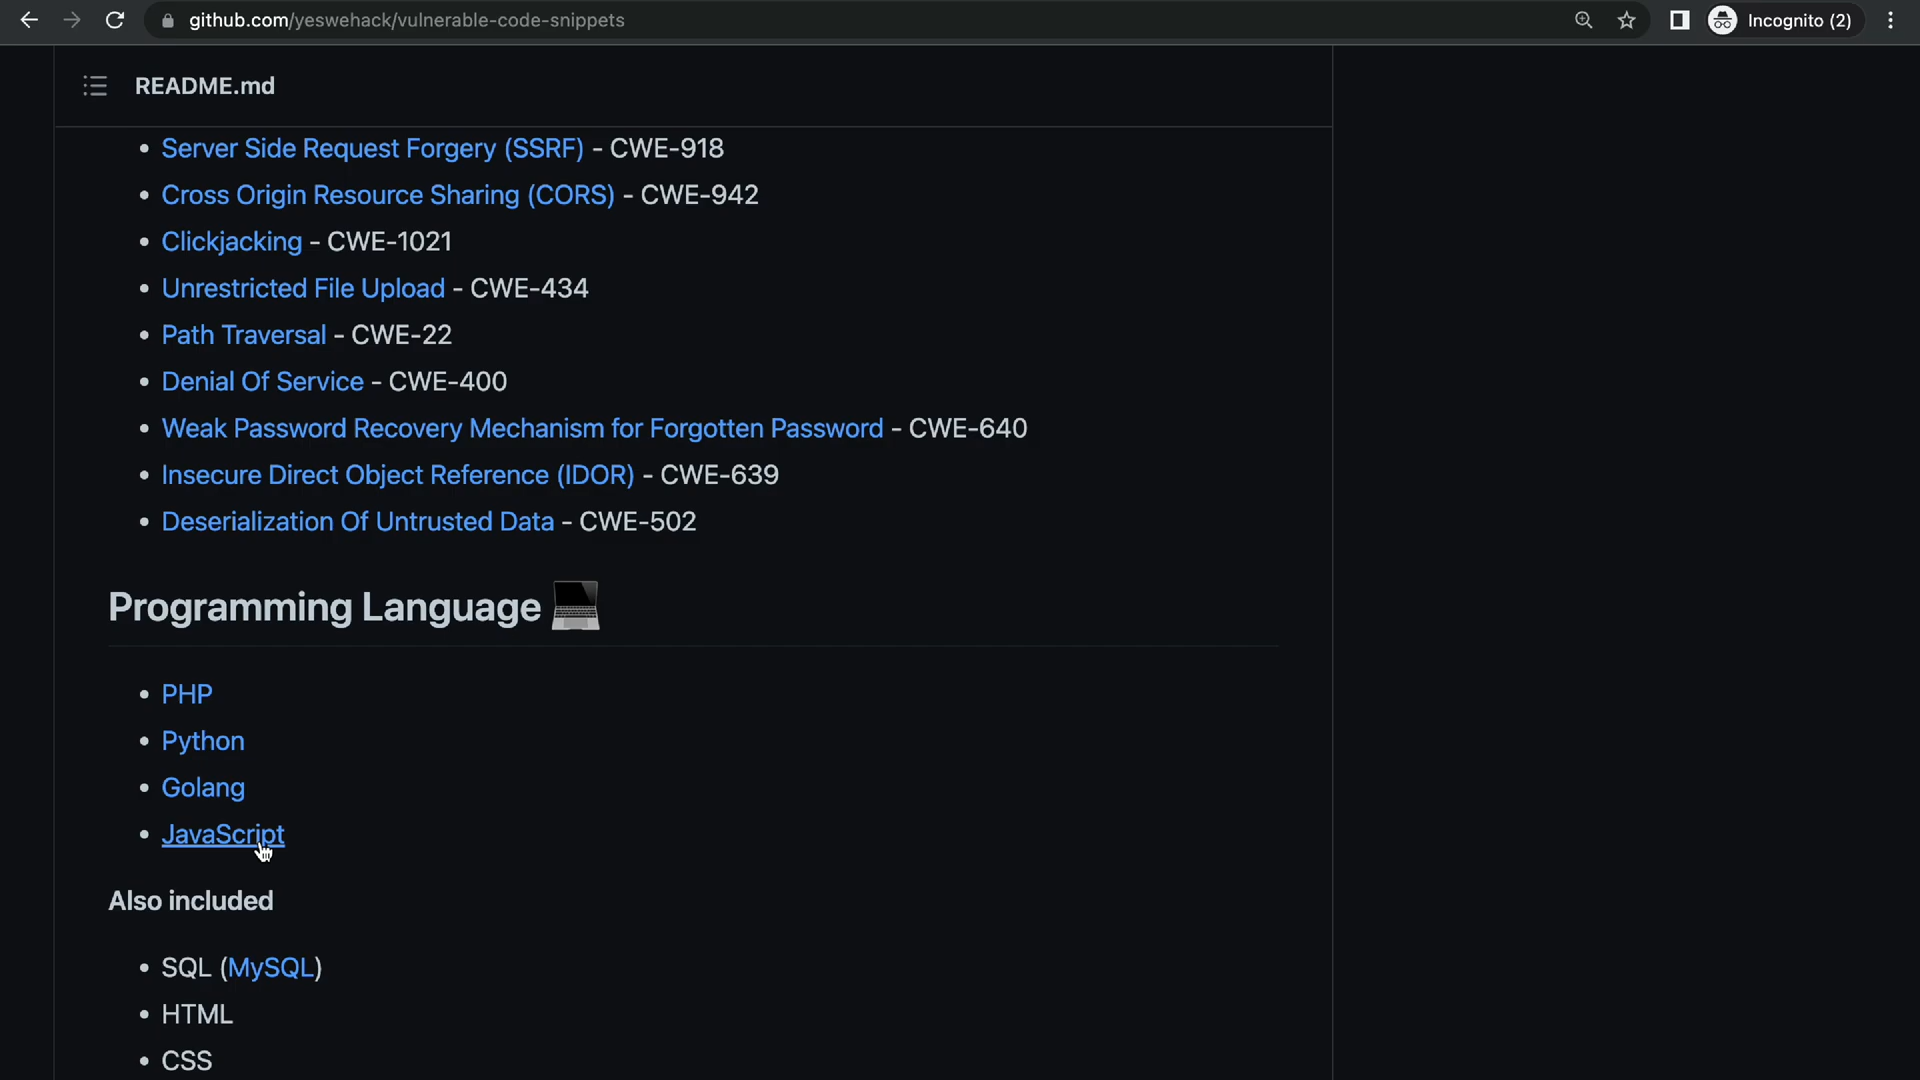 github.com/yeswehack/vulnerable-code-snippets
Incognito (2)
README.md
• Server Side Request Forgery (SSRF) - CWE-918
• Cross Origin Resource Sharing (CORS) - CWE-942
• Clickjacking - CWE-1021
• Unrestricted File Upload - CWE-434
• Path Traversal - CWE-22
• Denial Of Service - CWE-400
• Weak Password Recovery Mechanism for Forgotten Password - CWE-640
• Insecure Direct Object Reference (IDOR) - CWE-639
• Deserialization Of Untrusted Data - CWE-502
Programming Language 💻
• PHP
• Python
• Golang
• JavaScript
Also included
• SQL (MySQL)
• HTML
• CSS